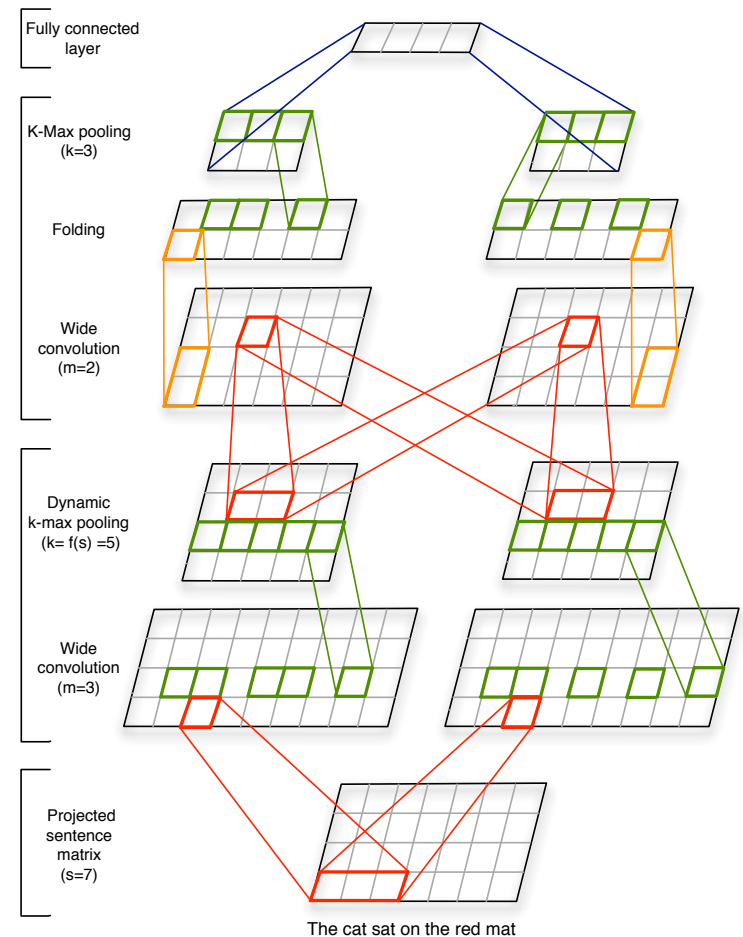 Fully connected
layer
K-Max pooling
(k=3)
Folding
Wide
convolution
(m=2)
Dynamic
k-max pooling
(k= f(s) =5)
Wide
convolution
(m=3)
Projected
sentence
matrix
(s=7)
The cat sat on the red mat